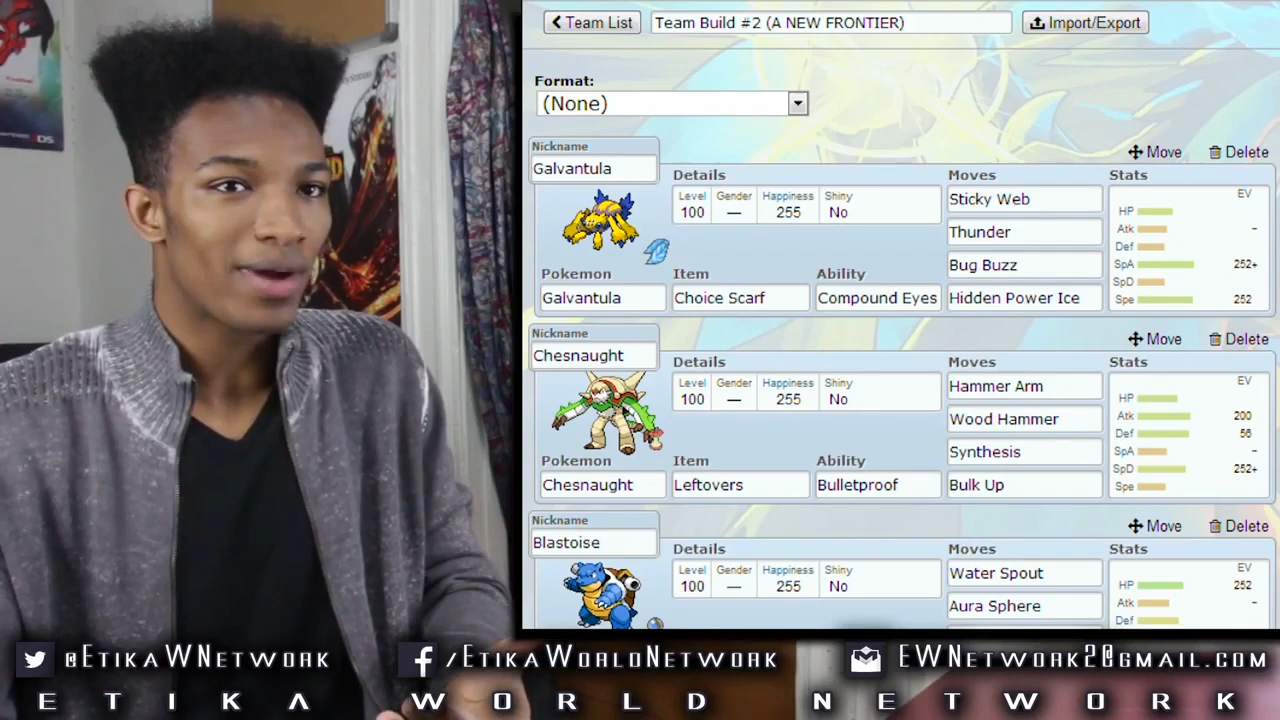 Team List
Team Build #2 (A NEW FRONTIER)
Import/Export
Format:
(None)
Nickname
Galvantula
Move
Delete
Details
Moves
Stats
Level
Gender
Happiness
Shiny
100
—
255
No
Sticky Web
Thunder
Bug Buzz
Hidden Power Ice
EV
HP
Atk -
Def
SpA 252+
SpD
Spe 252
Pokemon
Item
Ability
Galvantula
Choice Scarf
Compound Eyes
Nickname
Chesnaught
Move
Delete
Details
Moves
Stats
Level
Gender
Happiness
Shiny
100
—
255
No
Hammer Arm
Wood Hammer
Synthesis
Bulk Up
EV
HP
Atk 200
Def 56
SpA -
SpD 252+
Spe
Pokemon
Item
Ability
Chesnaught
Leftovers
Bulletproof
Nickname
Blastoise
Move
Delete
Details
Moves
Stats
Level
Gender
Happiness
Shiny
100
—
255
No
Water Spout
Aura Sphere
EV
HP 252
Atk -
Def
3DS
@EtikaWNetwork
/EtikaWorldNetwork
EWNetwork2@gmail.com
ETIKA WORLD NETWORK